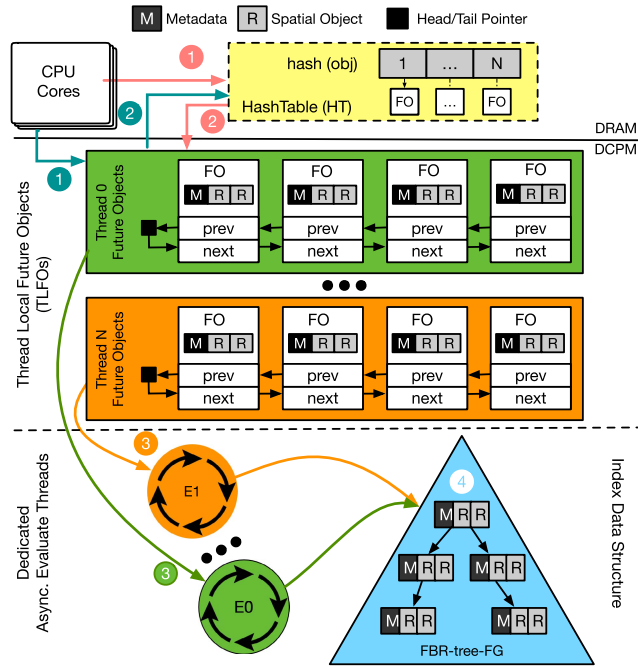 M Metadata R Spatial Object Head/Tail Pointer
CPU
Cores
1
hash (obj)
1 ... N
FO ... FO
HashTable (HT)
2
2
DRAM
DCPM
1
Thread Local Future Objects
(TLFOs)
Thread 0
Future Objects
FO FO FO FO
M R R M R R M R R M R R
prev prev prev prev
next next next next
Thread N
Future Objects
FO FO FO FO
M R R M R R M R R M R R
prev prev prev prev
next next next next
Dedicated
Async. Evaluate Threads
3
E1
3
E0
4
M R R
M R R M R R
M R R M R R
FBR-tree-FG
Index Data Structure